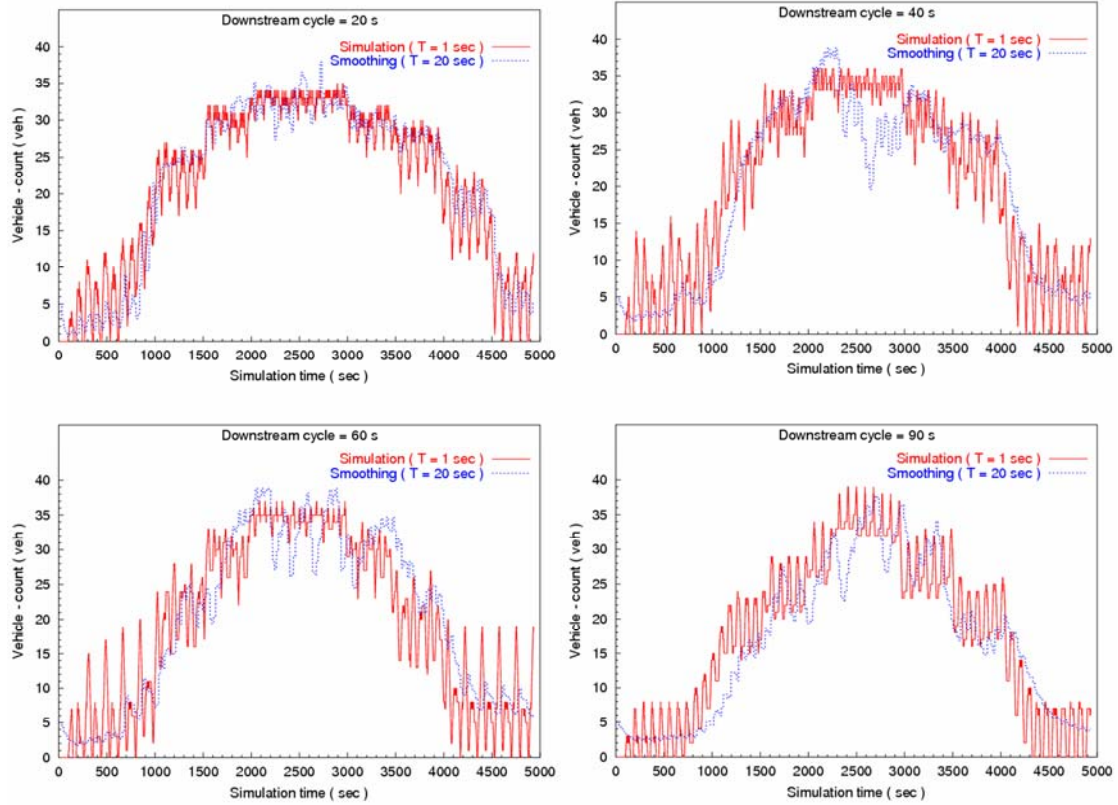 Downstream cycle = 20 s
Simulation ( T = 1 sec )
Smoothing ( T = 20 sec )
Vehicle - count ( veh )
40
35
30
25
20
15
10
5
0
0 500 1000 1500 2000 2500 3000 3500 4000 4500 5000
Simulation time ( sec )
Downstream cycle = 40 s
Simulation ( T = 1 sec )
Smoothing ( T = 20 sec )
Vehicle - count ( veh )
40
35
30
25
20
15
10
5
0
0 500 1000 1500 2000 2500 3000 3500 4000 4500 5000
Simulation time ( sec )
Downstream cycle = 60 s
Simulation ( T = 1 sec )
Smoothing ( T = 20 sec )
Vehicle - count ( veh )
40
35
30
25
20
15
10
5
0
0 500 1000 1500 2000 2500 3000 3500 4000 4500 5000
Simulation time ( sec )
Downstream cycle = 90 s
Simulation ( T = 1 sec )
Smoothing ( T = 20 sec )
Vehicle - count ( veh )
40
35
30
25
20
15
10
5
0
0 500 1000 1500 2000 2500 3000 3500 4000 4500 5000
Simulation time ( sec )